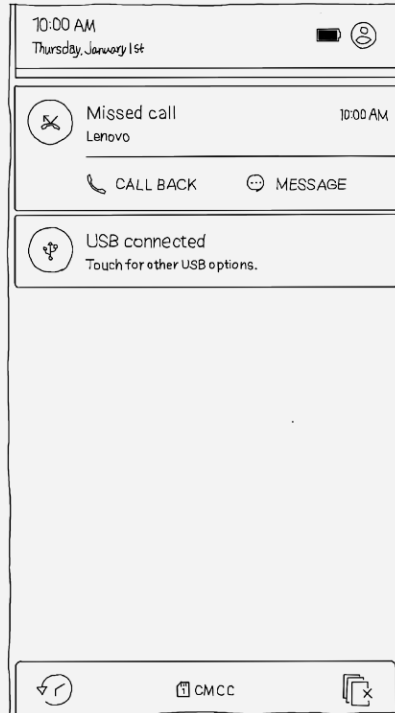 10:00 AM
Thursday, January 1st
Missed call
10:00 AM
Lenovo
CALL BACK
MESSAGE
USB connected
Touch for other USB options.
1 CMCC